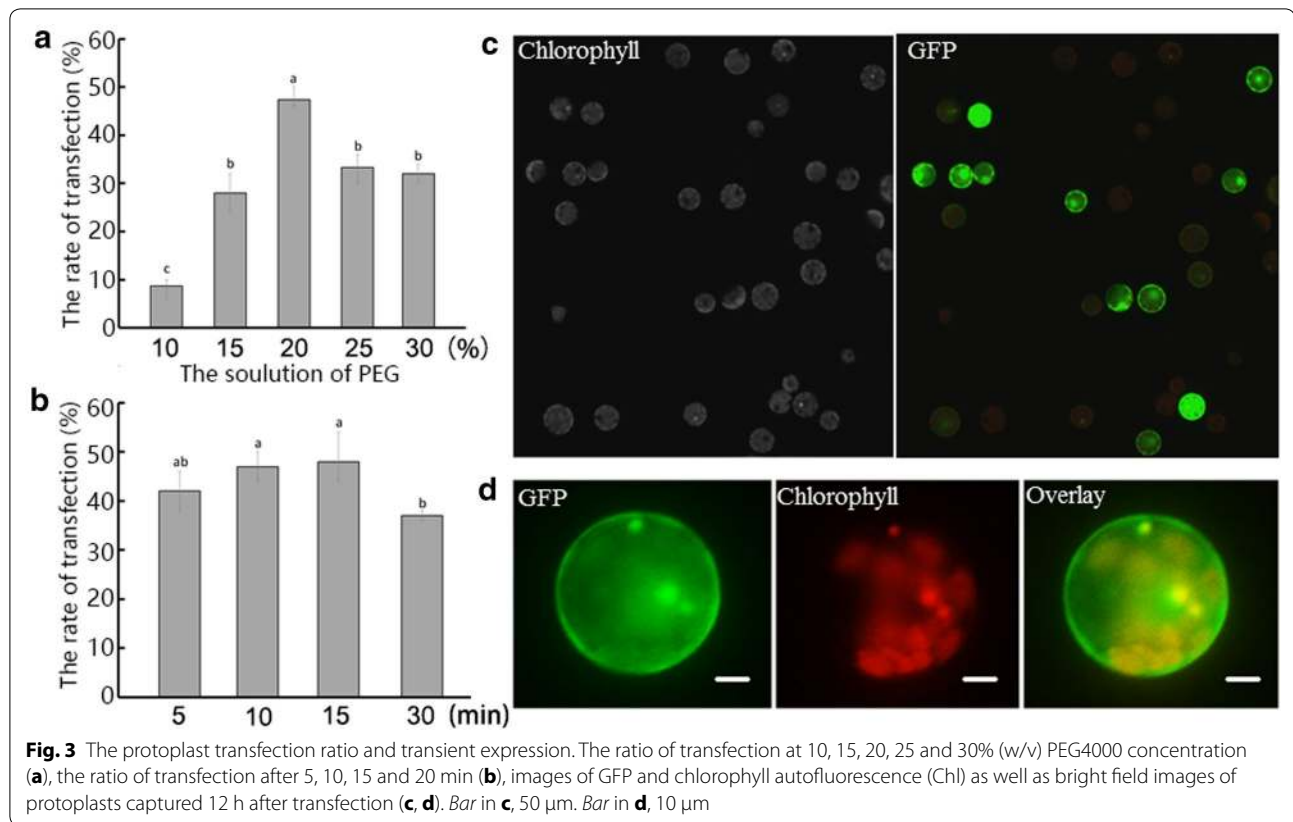 a
The rate of transfection (%)
60
50
40
30
20
10
0
c
b
a
b
b
10 15 20 25 30 (%)
The soulution of PEG
b
The rate of transfection (%)
60
50
40
30
20
10
0
ab
a
a
b
5 10 15 30 (min)
c
Chlorophyll
GFP
d
GFP
Chlorophyll
Overlay
Fig. 3 The protoplast transfection ratio and transient expression. The ratio of transfection at 10, 15, 20, 25 and 30% (w/v) PEG4000 concentration
(a), the ratio of transfection after 5, 10, 15 and 20 min (b), images of GFP and chlorophyll autofluorescence (Chl) as well as bright field images of
protoplasts captured 12 h after transfection (c, d). Bar in c, 50 µm. Bar in d, 10 µm